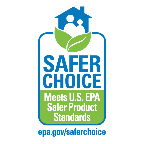 SAFER
CHOICE
Meets U.S. EPA
Safer Product
Standards
epa.gov/saferchoice